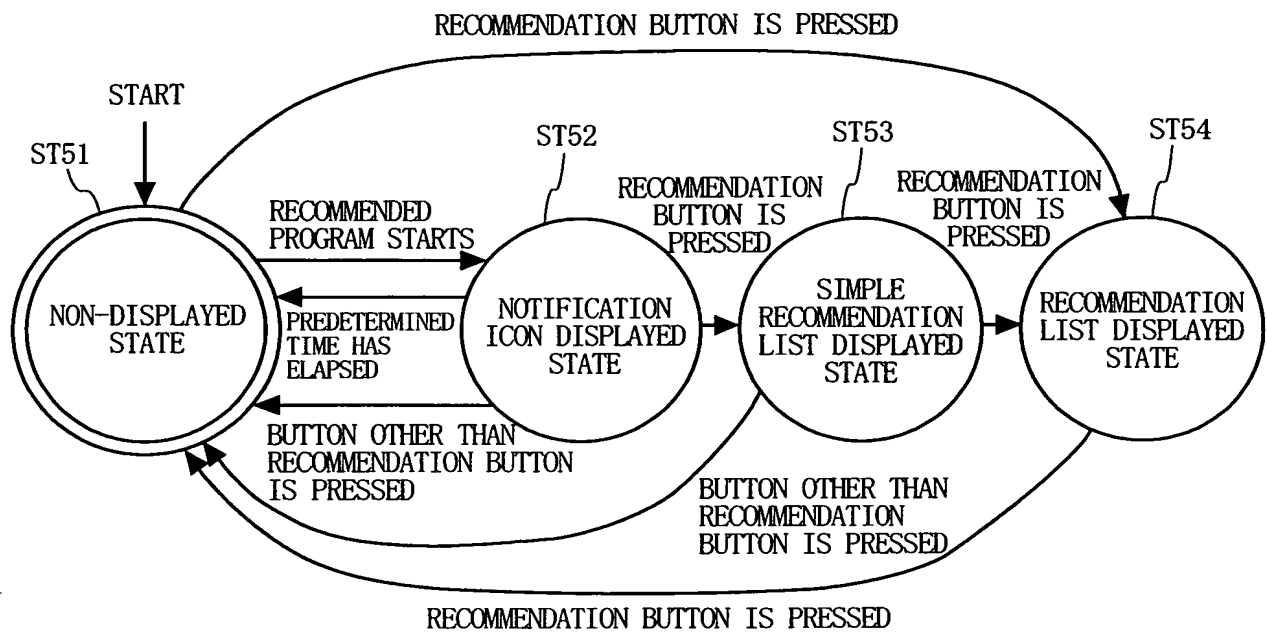 RECOMMENDATION BUTTON IS PRESSED
START
ST51
ST52
ST53
ST54
RECOMMENDED
PROGRAM STARTS
RECOMMENDATION
BUTTON IS
PRESSED
RECOMMENDATION
BUTTON IS
PRESSED
NON-DISPLAYED
STATE
PREDETERMINED
TIME HAS
ELAPSED
NOTIFICATION
ICON DISPLAYED
STATE
SIMPLE
RECOMMENDATION
LIST DISPLAYED
STATE
RECOMMENDATION
LIST DISPLAYED
STATE
BUTTON OTHER THAN
RECOMMENDATION BUTTON
IS PRESSED
BUTTON OTHER THAN
RECOMMENDATION
BUTTON IS PRESSED
RECOMMENDATION BUTTON IS PRESSED